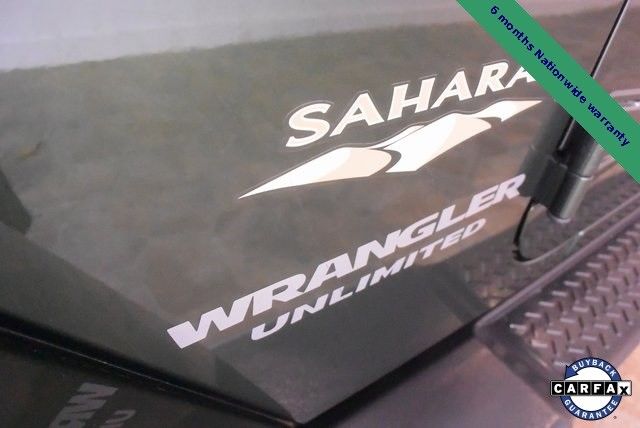 6 months Nationwide warranty
SAHARA
WRANGLER
UNLIMITED
BUYBACK
CARFAX
GUARANTEE